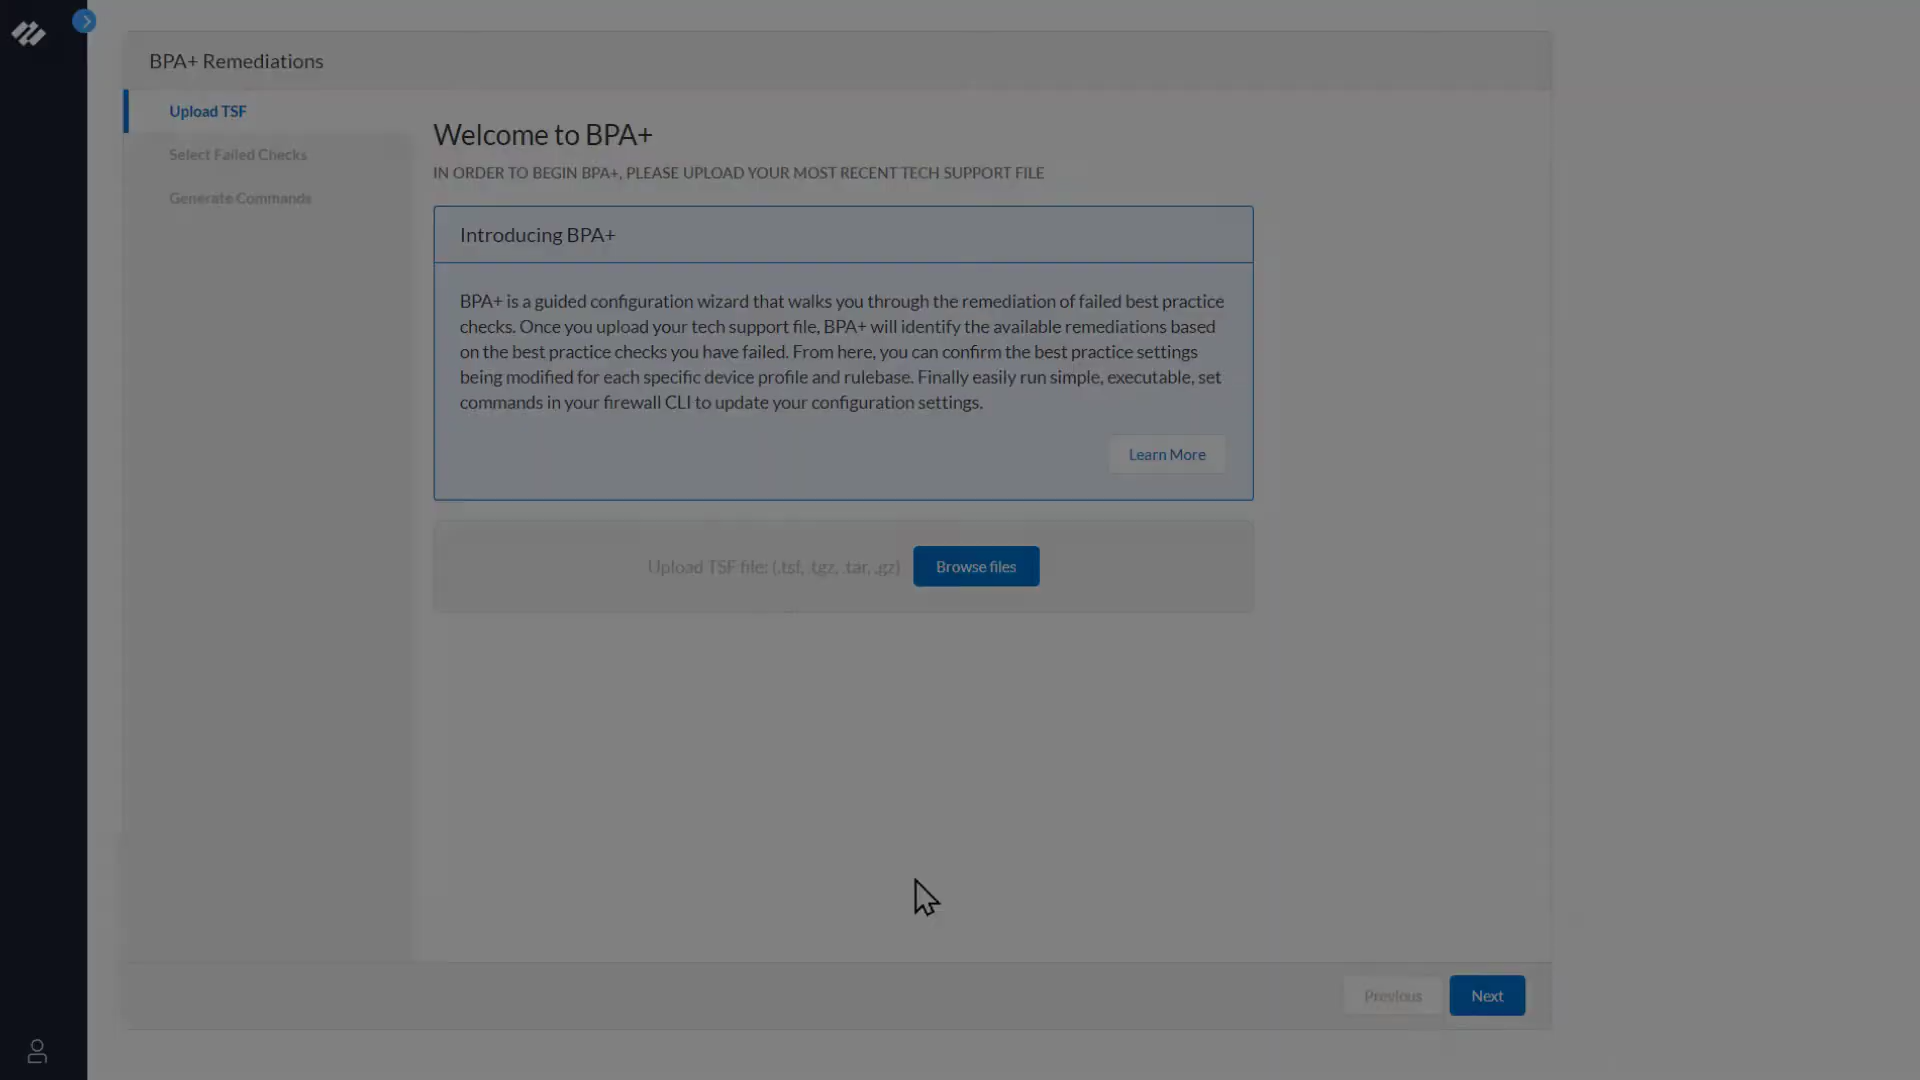 BPA+ Remediations
Upload TSF
Select Failed Checks
Generate Commands
Welcome to BPA+
IN ORDER TO BEGIN BPA+, PLEASE UPLOAD YOUR MOST RECENT TECH SUPPORT FILE
Introducing BPA+
BPA+ is a guided configuration wizard that walks you through the remediation of failed best practice
checks. Once you upload your tech support file, BPA+ will identify the available remediations based
on the best practice checks you have failed. From here, you can confirm the best practice settings
being modified for each specific device profile and rulebase. Finally easily run simple, executable, set
commands in your firewall CLI to update your configuration settings.
Learn More
Upload TSF file: (.tsf, .tgz, .tar, .gz)
Browse files
Previous
Next